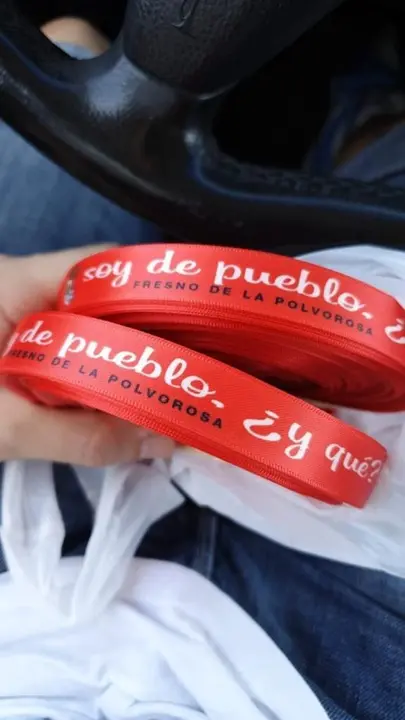 soy de pueblo. ¿
FRESNO DE LA POLVOROSA
y de pueblo. ¿y qué?
FRESNO DE LA POLVOROSA